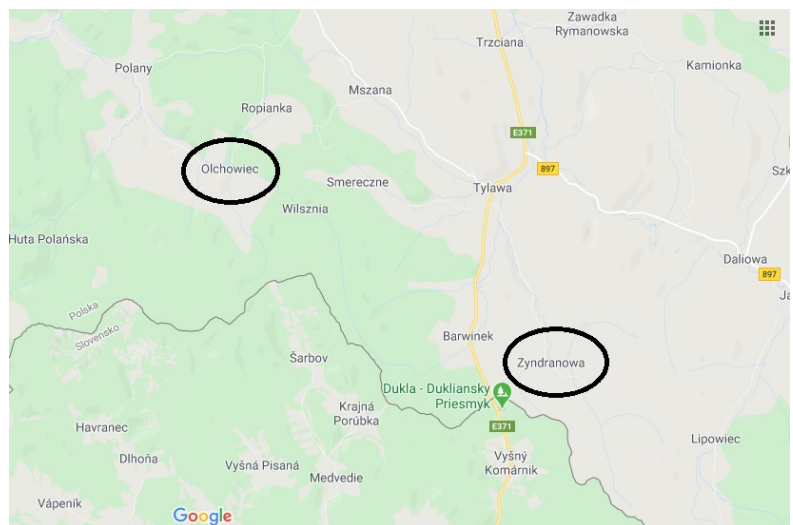 Zawadka
Rymanowska
Trzciana
Polany
Kamionka
Mszana
Ropianka
E371
897
Olchowiec
Smereczne
Tylawa
Wilsznia
Huta Polańska
Daliowa
897
Polska
Slovensko
Barwinek
Zyndranowa
Šarbov
Dukla - Dukliansky
Priesmyk
Krajná
Porúbka
E371
Havranec
Lipowiec
Dlhoňa
Vyšná Pisaná
Vyšný
Komárnik
Medvedie
Vápeník
Google